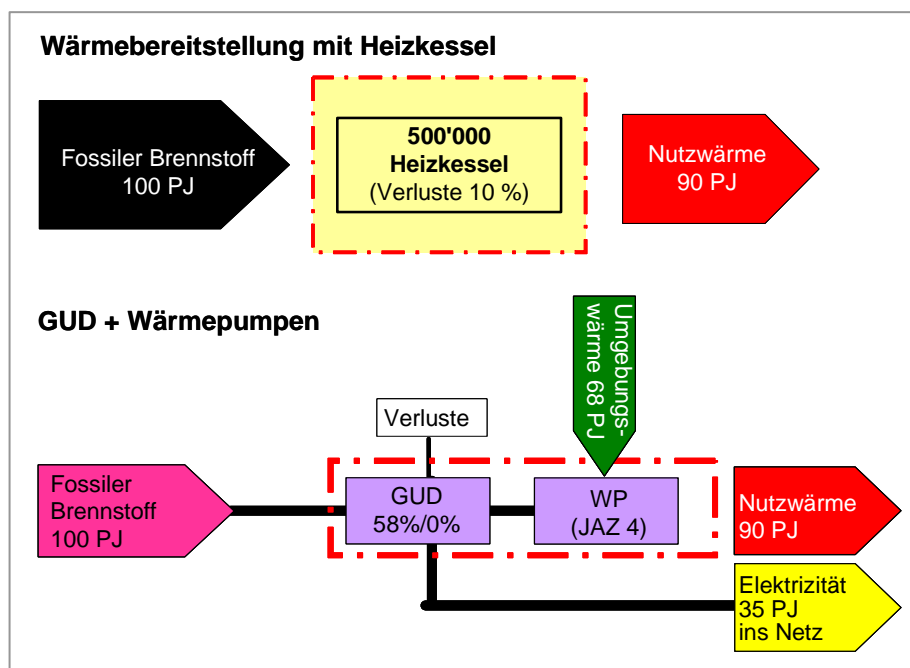 Wärmebereitstellung mit Heizkessel
Fossiler Brennstoff
100 PJ
500'000
Heizkessel
(Verluste 10 %)
Nutzwärme
90 PJ
GUD + Wärmepumpen
Umgebungs-
wärme 68 PJ
Verluste
Fossiler
Brennstoff
100 PJ
GUD
58%/0%
WP
(JAZ 4)
Nutzwärme
90 PJ
Elektrizität
35 PJ
ins Netz